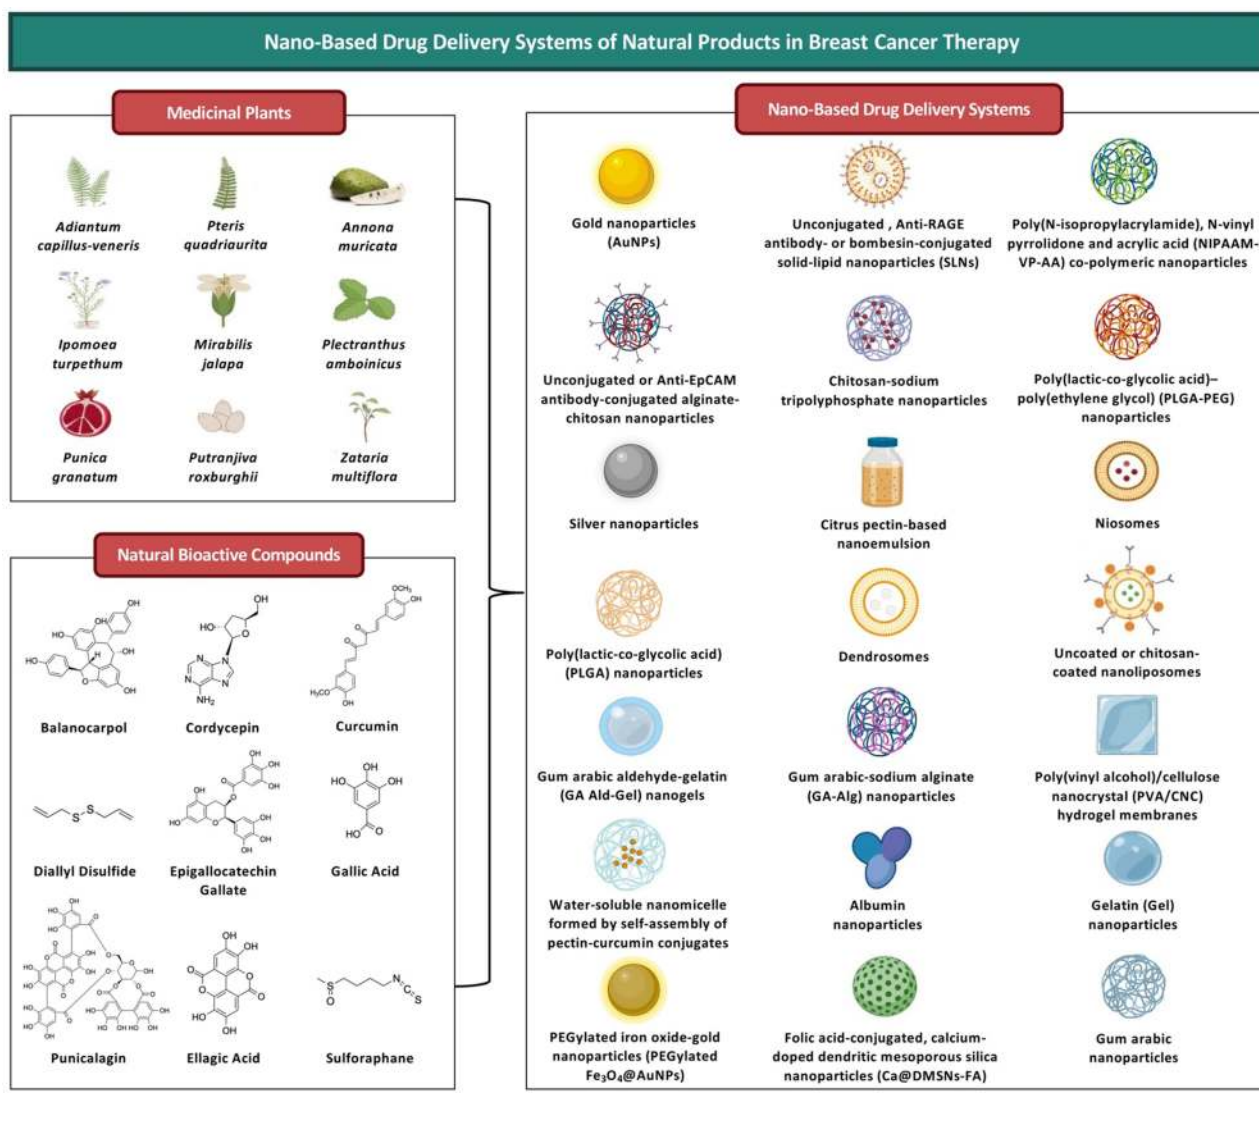 Nano-Based Drug Delivery Systems of Natural Products in Breast Cancer Therapy
Medicinal Plants
Adiantum
capillus-veneris
Pteris
quadriaurita
Annona
muricata
Ipomoea
turpethum
Mirabilis
jalapa
Plectranthus
amboinicus
Punica
granatum
Putranjiva
roxburghii
Zataria
multiflora
Natural Bioactive Compounds
Balanocarpol
Cordycepin
Curcumin
Diallyl Disulfide
Epigallocatechin
Gallate
Gallic Acid
Punicalagin
Ellagic Acid
Sulforaphane
Nano-Based Drug Delivery Systems
Gold nanoparticles
(AuNPs)
Unconjugated , Anti-RAGE
antibody- or bombesin-conjugated
solid-lipid nanoparticles (SLNs)
Poly(N-isopropylacrylamide), N-vinyl
pyrrolidone and acrylic acid (NIPAAM-
VP-AA) co-polymeric nanoparticles
Unconjugated or Anti-EpCAM
antibody-conjugated alginate-
chitosan nanoparticles
Chitosan-sodium
tripolyphosphate nanoparticles
Poly(lactic-co-glycolic acid)–
poly(ethylene glycol) (PLGA-PEG)
nanoparticles
Silver nanoparticles
Citrus pectin-based
nanoemulsion
Niosomes
Poly(lactic-co-glycolic acid)
(PLGA) nanoparticles
Dendrosomes
Uncoated or chitosan-
coated nanoliposomes
Gum arabic aldehyde-gelatin
(GA Ald-Gel) nanogels
Gum arabic-sodium alginate
(GA-Alg) nanoparticles
Poly(vinyl alcohol)/cellulose
nanocrystal (PVA/CNC)
hydrogel membranes
Water-soluble nanomicelle
formed by self-assembly of
pectin-curcumin conjugates
Albumin
nanoparticles
Gelatin (Gel)
nanoparticles
PEGylated iron oxide-gold
nanoparticles (PEGylated
Fe₃O₄@AuNPs)
Folic acid-conjugated, calcium-
doped dendritic mesoporous silica
nanoparticles (Ca@DMSNs-FA)
Gum arabic
nanoparticles